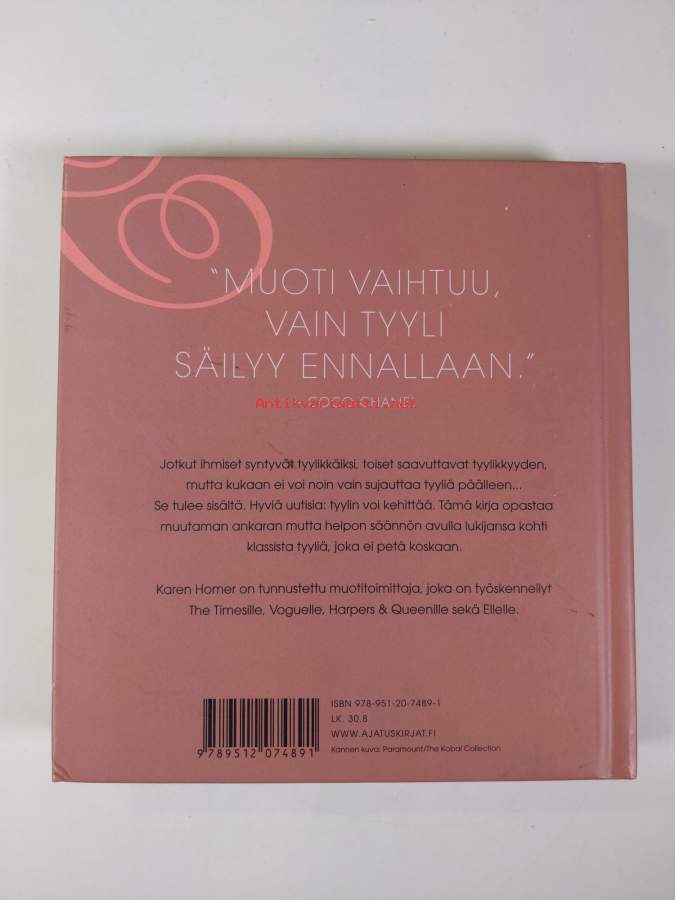 "MUOTI VAIHTUU,
VAIN TYYLI
SÄILYY ENNALLAAN."
COCO CHANEL
Antikvariaatti.net
Jotkut ihmiset syntyvät tyylikkäiksi, toiset saavuttavat tyylikkyyden,
mutta kukaan ei voi noin vain sujauttaa tyyliä päälleen...
Se tulee sisältä. Hyviä uutisia: tyylin voi kehittää. Tämä kirja opastaa
muutaman ankaran mutta helpon säännön avulla lukijansa kohti
klassista tyyliä, joka ei petä koskaan.
Karen Homer on tunnustettu muotitoimittaja, joka on työskennellyt
The Timesille, Voguelle, Harpers & Queenille sekä Ellelle.
ISBN 978-951-20-7489-1
LK. 30.8
WWW.AJATUSKIRJAT.FI
Kannen kuva: Paramount/The Kobal Collection
9789512074891